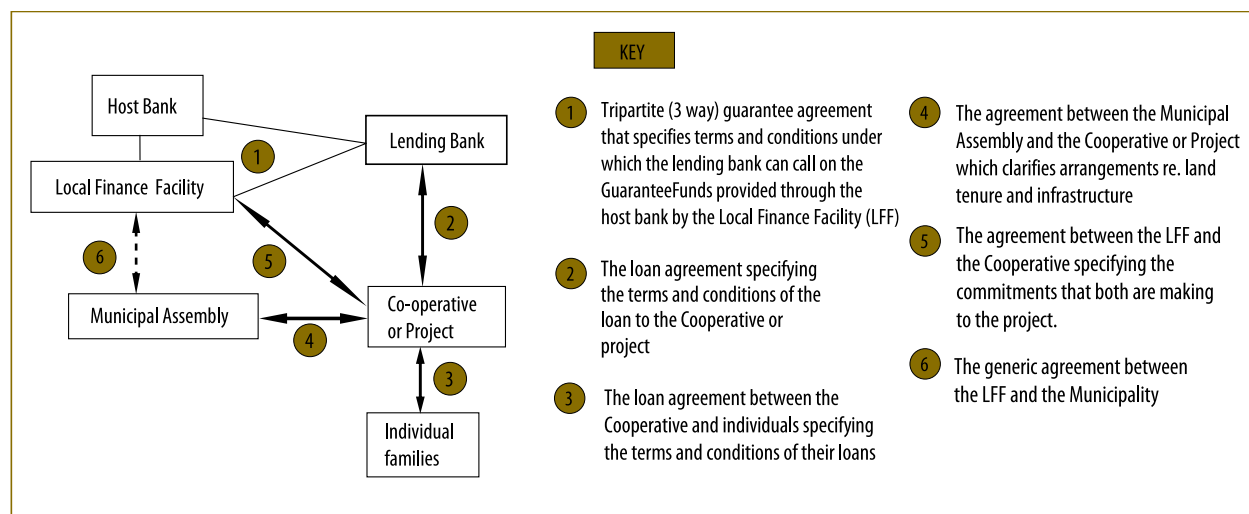 KEY
Host Bank
Lending Bank
1
Local Finance Facility
2
6
5
Municipal Assembly
Co-operative
or Project
4
3
Individual
families
1
Tripartite (3 way) guarantee agreement
that specifies terms and conditions under
which the lending bank can call on the
GuaranteeFunds provided through the
host bank by the Local Finance Facility (LFF)
2
The loan agreement specifying
the terms and conditions of the
loan to the Cooperative or
project
3
The loan agreement between the
Cooperative and individuals specifying
the terms and conditions of their loans
4
The agreement between the Municipal
Assembly and the Cooperative or Project
which clarifies arrangements re. land
tenure and infrastructure
5
The agreement between the LFF and
the Cooperative specifying the
commitments that both are making
to the project.
6
The generic agreement between
the LFF and the Municipality